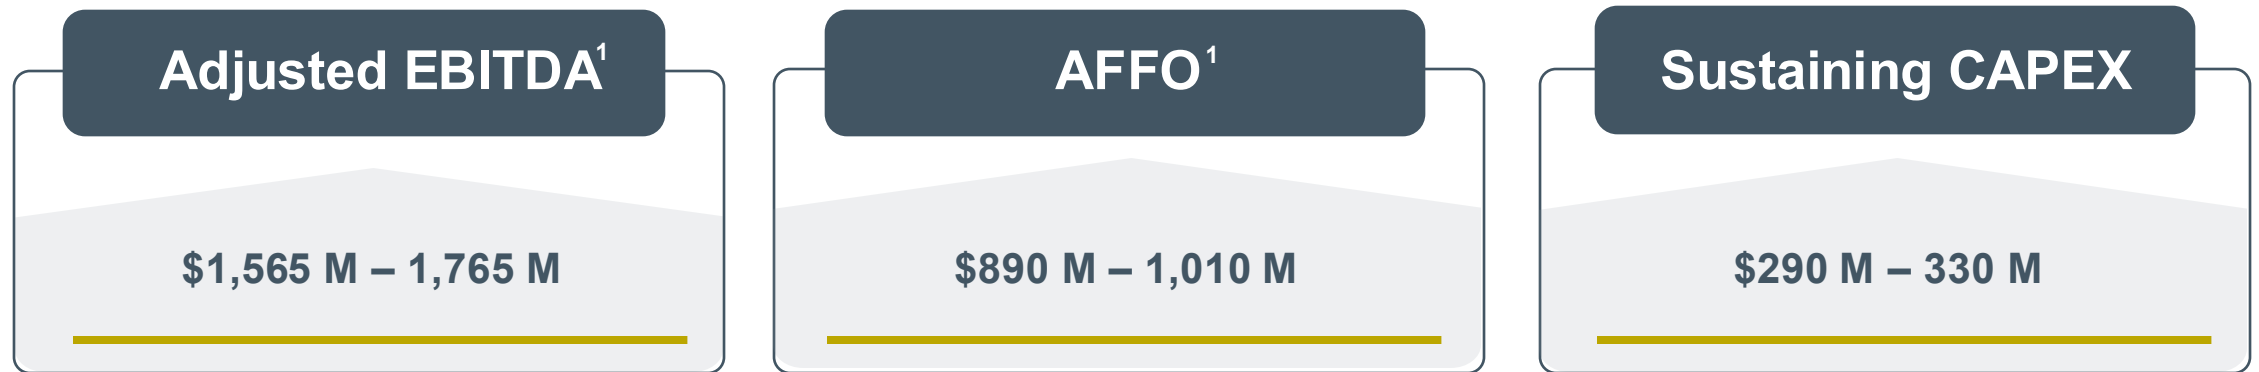 Adjusted EBITDA¹
$1,565 M – 1,765 M
AFFO¹
$890 M – 1,010 M
Sustaining CAPEX
$290 M – 330 M